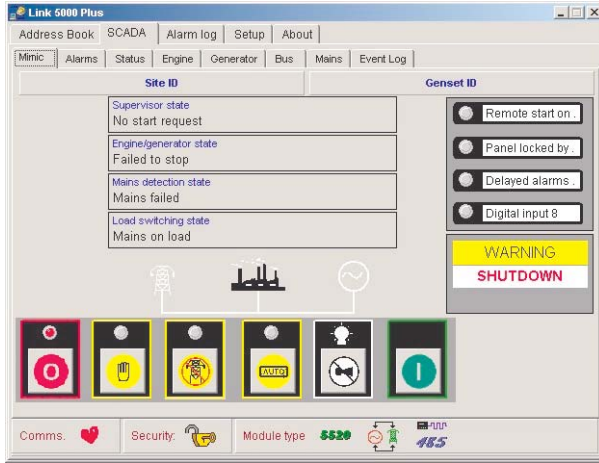 Link 5000 Plus
Address Book SCADA Alarm log Setup About
Mimic Alarms Status Engine Generator Bus Mains Event Log
Site ID Genset ID
Supervisor state
No start request
Engine/generator state
Failed to stop
Mains detection state
Mains failed
Load switching state
Mains on load
Remote start on .
Panel locked by .
Delayed alarms .
Digital input 8
WARNING
SHUTDOWN
O AUTO I
Comms. Security: Module type 5520 485